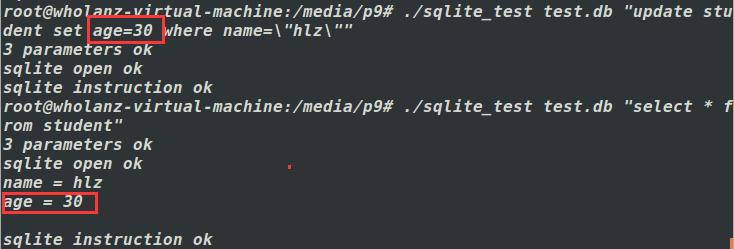 root@wholanz-virtual-machine:/media/p9# ./sqlite_test test.db "update stu
dent set age=30 where name=\"hlz\""
3 parameters ok
sqlite open ok
sqlite instruction ok
root@wholanz-virtual-machine:/media/p9# ./sqlite_test test.db "select * f
rom student"
3 parameters ok
sqlite open ok
name = hlz
age = 30
sqlite instruction ok